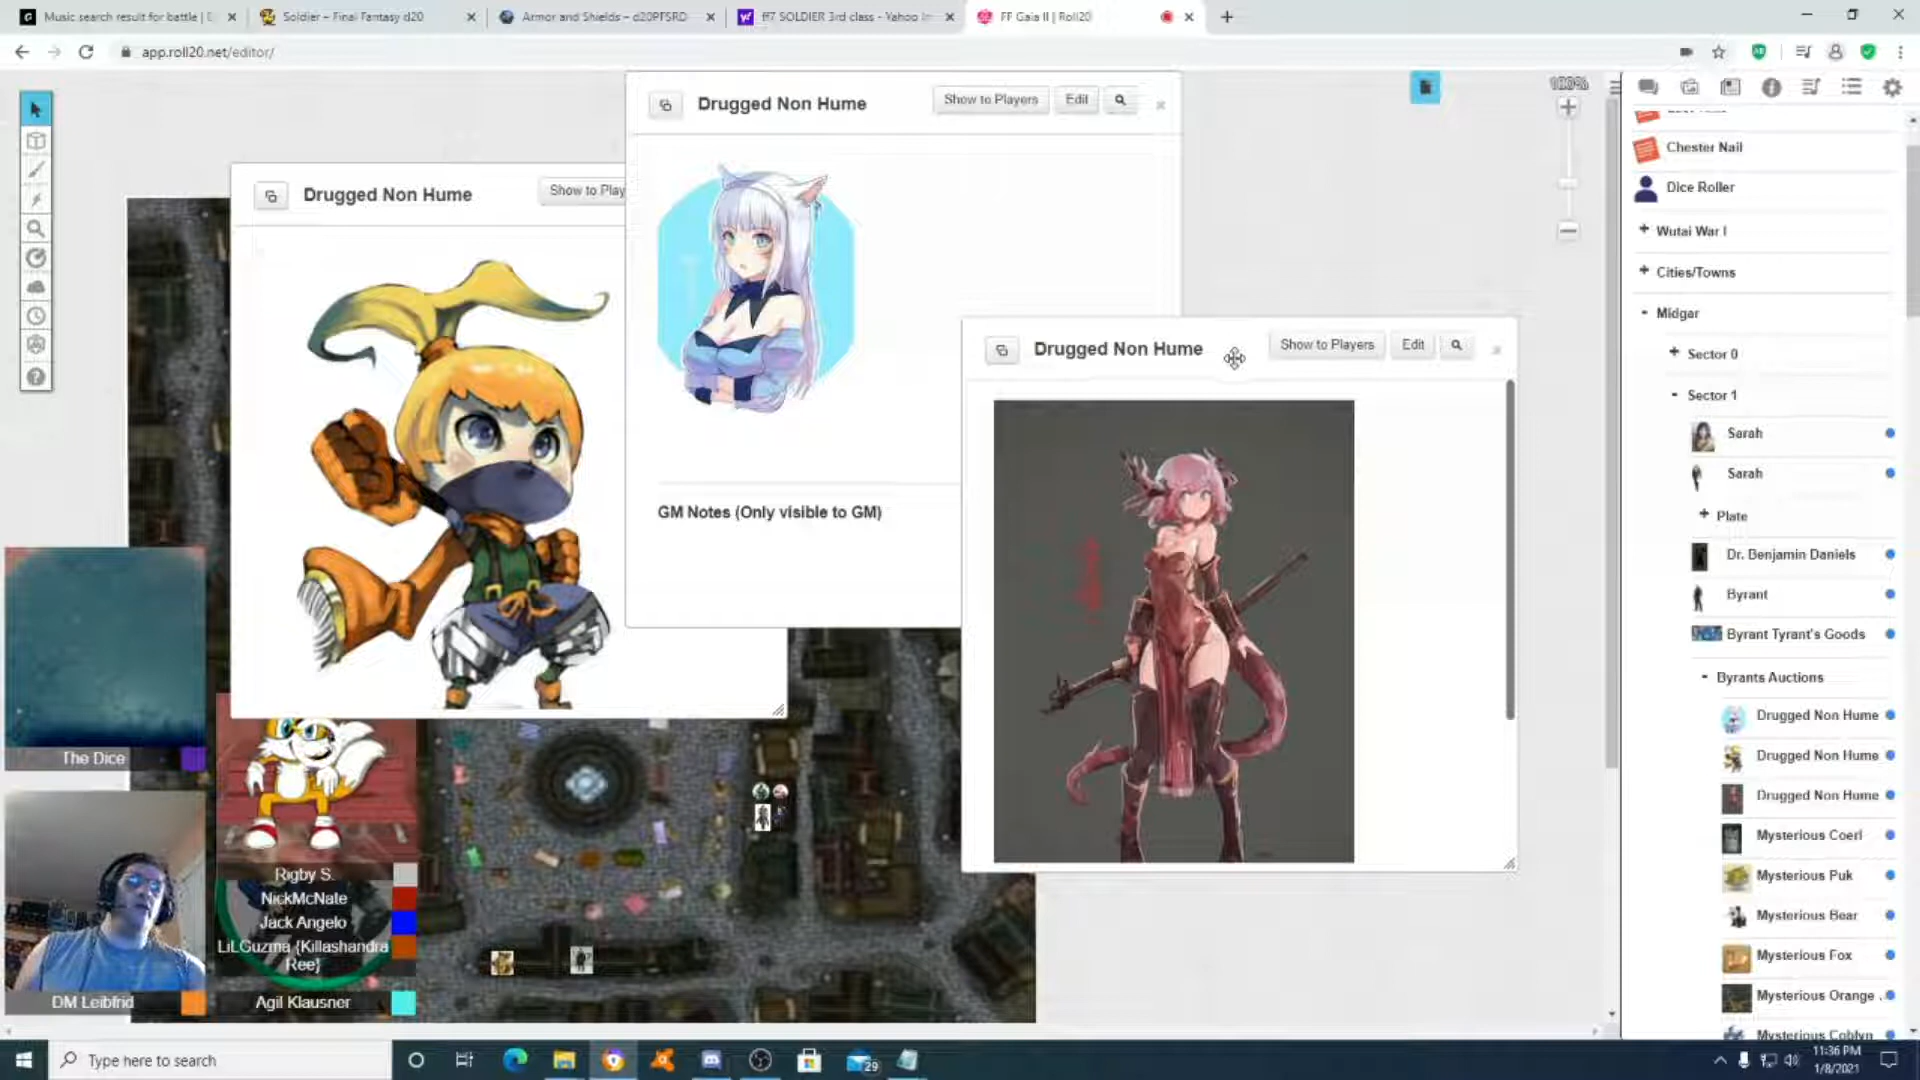 Music search result for battle |
Soldier – Final Fantasy d20
Armor and Shields – d20PFSRD
ff7 SOLDIER 3rd class - Yahoo
FF Gaia II | Roll20
app.roll20.net/editor/
Drugged Non Hume
Show to Players
Edit
100%
Chester Nail
Drugged Non Hume
Show to Play
Dice Roller
Wutai War I
Cities/Towns
Midgar
Drugged Non Hume
Show to Players
Edit
Sector 0
Sector 1
Sarah
Sarah
GM Notes (Only visible to GM)
Plate
Dr. Benjamin Daniels
Byrant
Byrant Tyrant's Goods
Byrants Auctions
Drugged Non Hume
Drugged Non Hume
Drugged Non Hume
Mysterious Coerl
Mysterious Puk
Mysterious Bear
Mysterious Fox
Mysterious Orange
Mysterious Coblyn
The Dice
Rigby S.
NickMcNate
Jack Angelo
LiLGuzma {Killashandra
Ree}
DM Leibfrid
Agil Klausner
Type here to search
29
11:36 PM
1/8/2021